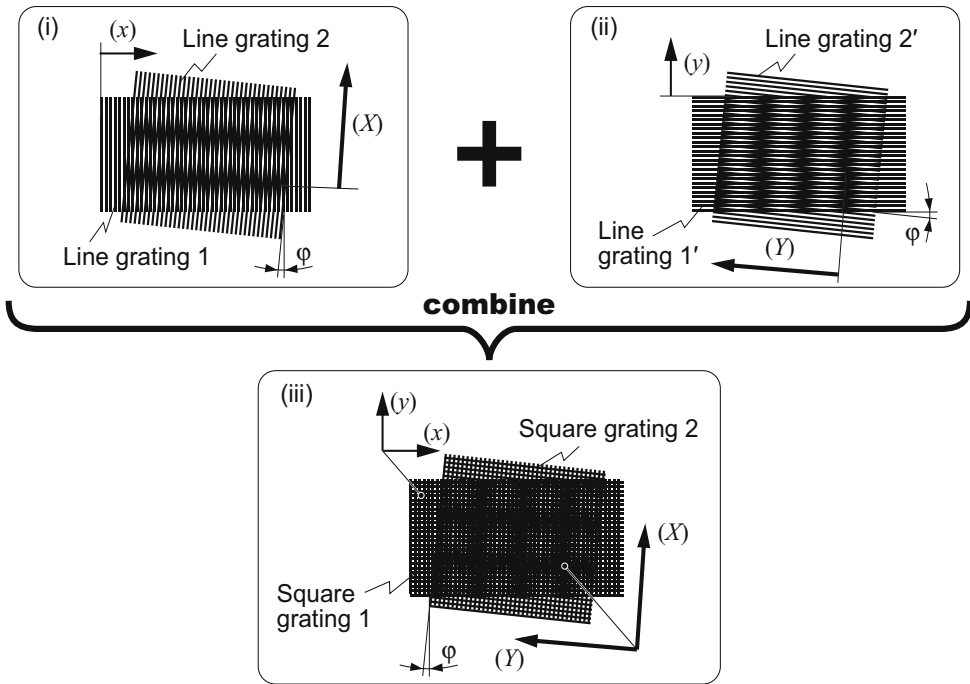 (i)
(x)
Line grating 2
(X)
Line grating 1
φ
(ii)
(y)
Line grating 2′
Line
grating 1′
(Y)
φ
combine
(iii)
(y)
(x)
Square grating 2
(X)
Square
grating 1
φ
(Y)